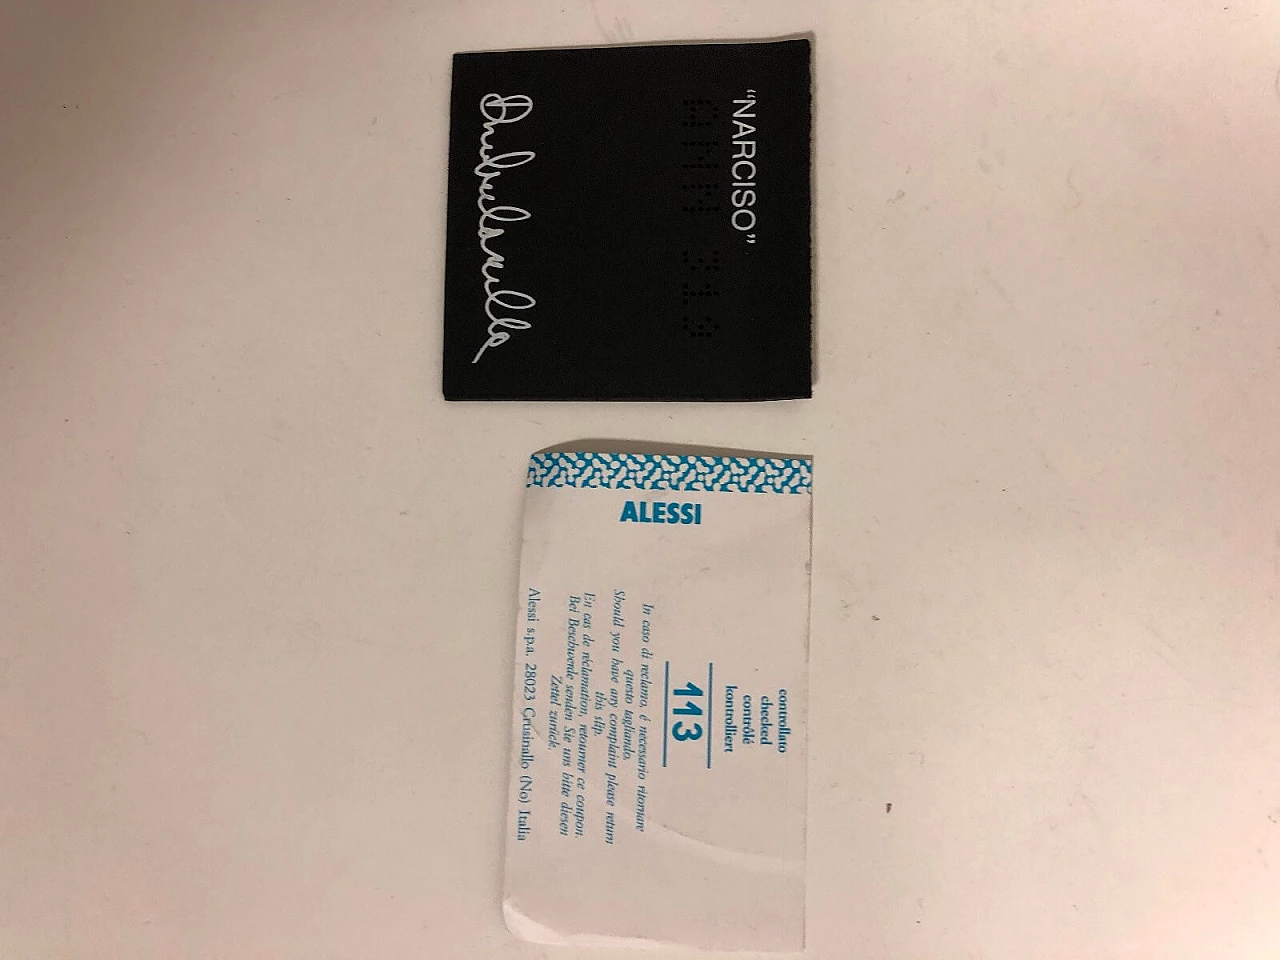 "NARCISO"
ALESSI
controllato
checked
contrôlé
kontrolliert
113
In caso di reclamo, é necessario ritornare
questo tagliando.
Should you have any complaint please return
this slip.
En cas de réclamation, retourner ce coupon.
Bei Beschwerde senden Sie uns bitte diesen
Zettel zurück.
Alessi s.p.a. 28023 Crusinallo (No) Italia